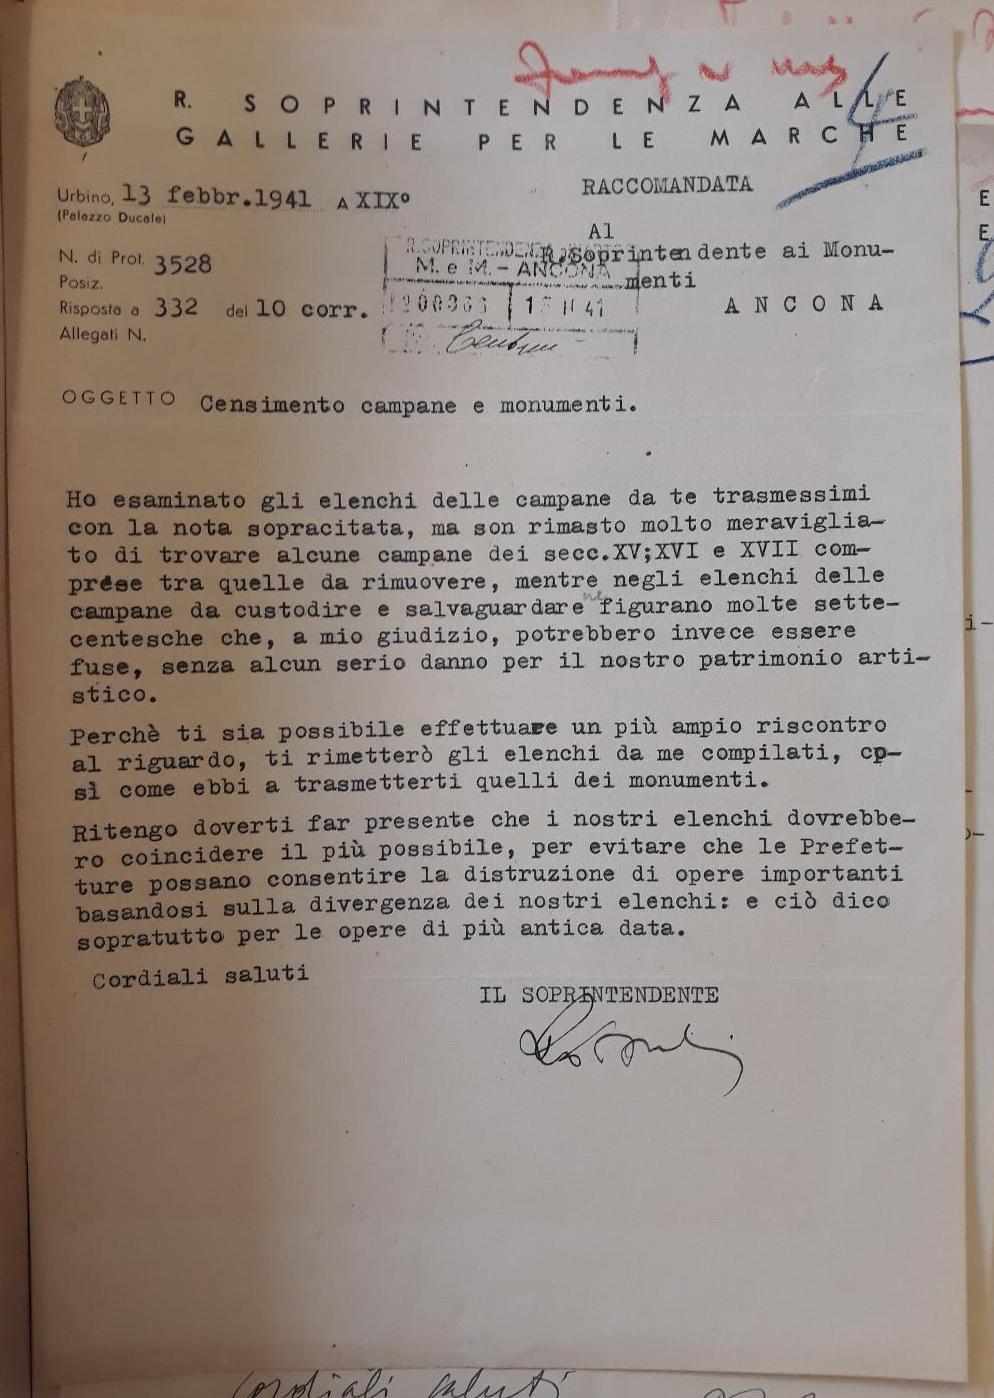 R. SOPRINTENDENZA ALLE
GALLERIE PER LE MARCHE
Urbino, 13 febbr.1941 A XIX°
(Palazzo Ducale)
RACCOMANDATA
Al
R.Soprintendente ai Monu-
menti
ANCONA
N. di Prot. 3528
Posiz.
Risposta a 332 del 10 corr.
Allegati N.
M. e M. - ANCONA
OGGETTO Censimento campane e monumenti.
Ho esaminato gli elenchi delle campane da te trasmessimi
con la nota sopracitata, ma son rimasto molto meraviglia-
to di trovare alcune campane dei secc.XV;XVI e XVII com-
prése tra quelle da rimuovere, mentre negli elenchi delle
campane da custodire e salvaguardare ne figurano molte sette-
centesche che, a mio giudizio, potrebbero invece essere
fuse, senza alcun serio danno per il nostro patrimonio arti-
stico.
Perchè ti sia possibile effettuare un più ampio riscontro
al riguardo, ti rimetterò gli elenchi da me compilati, cp-
sì come ebbi a trasmetterti quelli dei monumenti.
Ritengo doverti far presente che i nostri elenchi dovrebbe-
ro coincidere il più possibile, per evitare che le Prefet-
ture possano consentire la distruzione di opere importanti
basandosi sulla divergenza dei nostri elenchi: e ciò dico
sopratutto per le opere di più antica data.
Cordiali saluti
IL SOPRINTENDENTE
Cordiali saluti